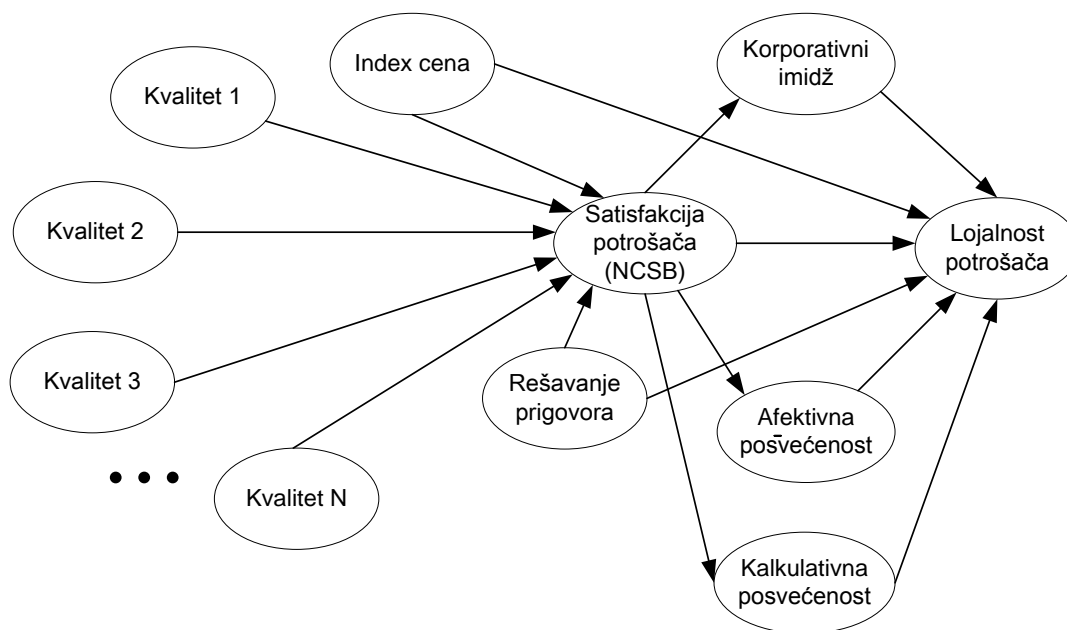 Korporativni
imidž
Index cena
Kvalitet 1
Kvalitet 2
Satisfakcija
potrošača
(NCSB)
Lojalnost
potrošača
Kvalitet 3
Rešavanje
prigovora
Afektivna
posvećenost
Kvalitet N
Kalkulativna
posvećenost